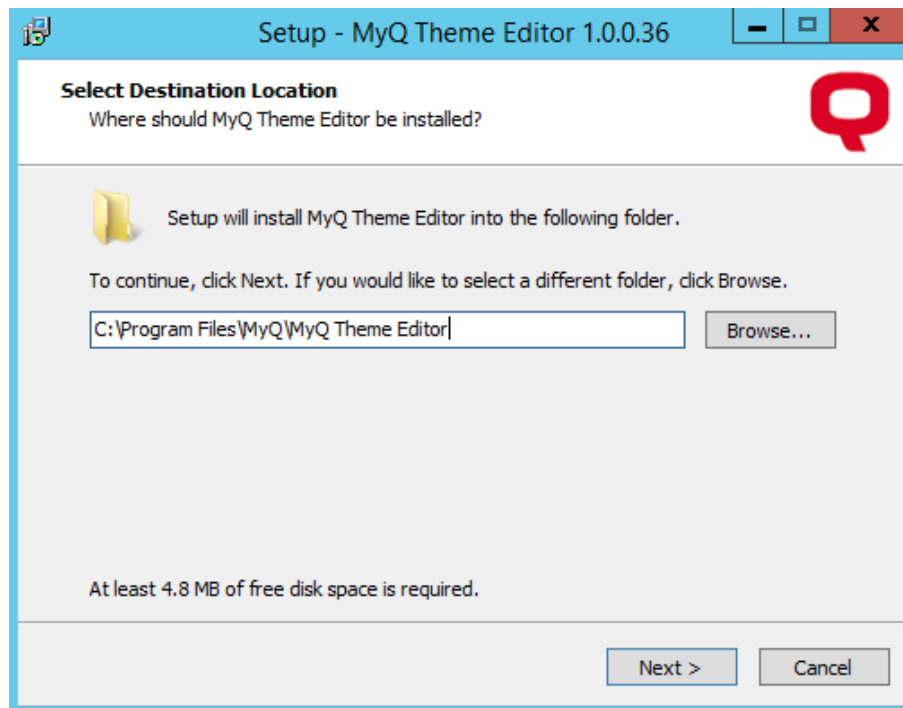 Setup - MyQ Theme Editor 1.0.0.36
Select Destination Location
Where should MyQ Theme Editor be installed?
Q
Setup will install MyQ Theme Editor into the following folder.
To continue, click Next. If you would like to select a different folder, click Browse.
C:\Program Files\MyQ\MyQ Theme Editor
Browse...
At least 4.8 MB of free disk space is required.
Next >
Cancel